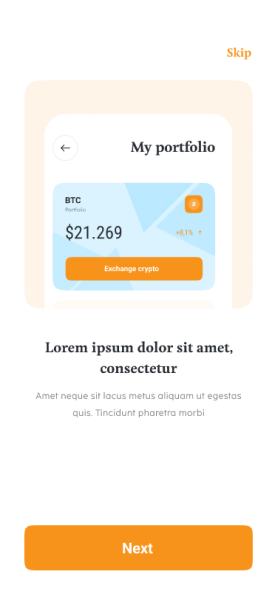 Skip
My portfolio
BTC
Portfolio
$21.269
+8,1% ↑
Exchange crypto
Lorem ipsum dolor sit amet,
consectetur
Amet neque sit lacus metus aliquam ut egestas
quis. Tincidunt pharetra morbi
Next